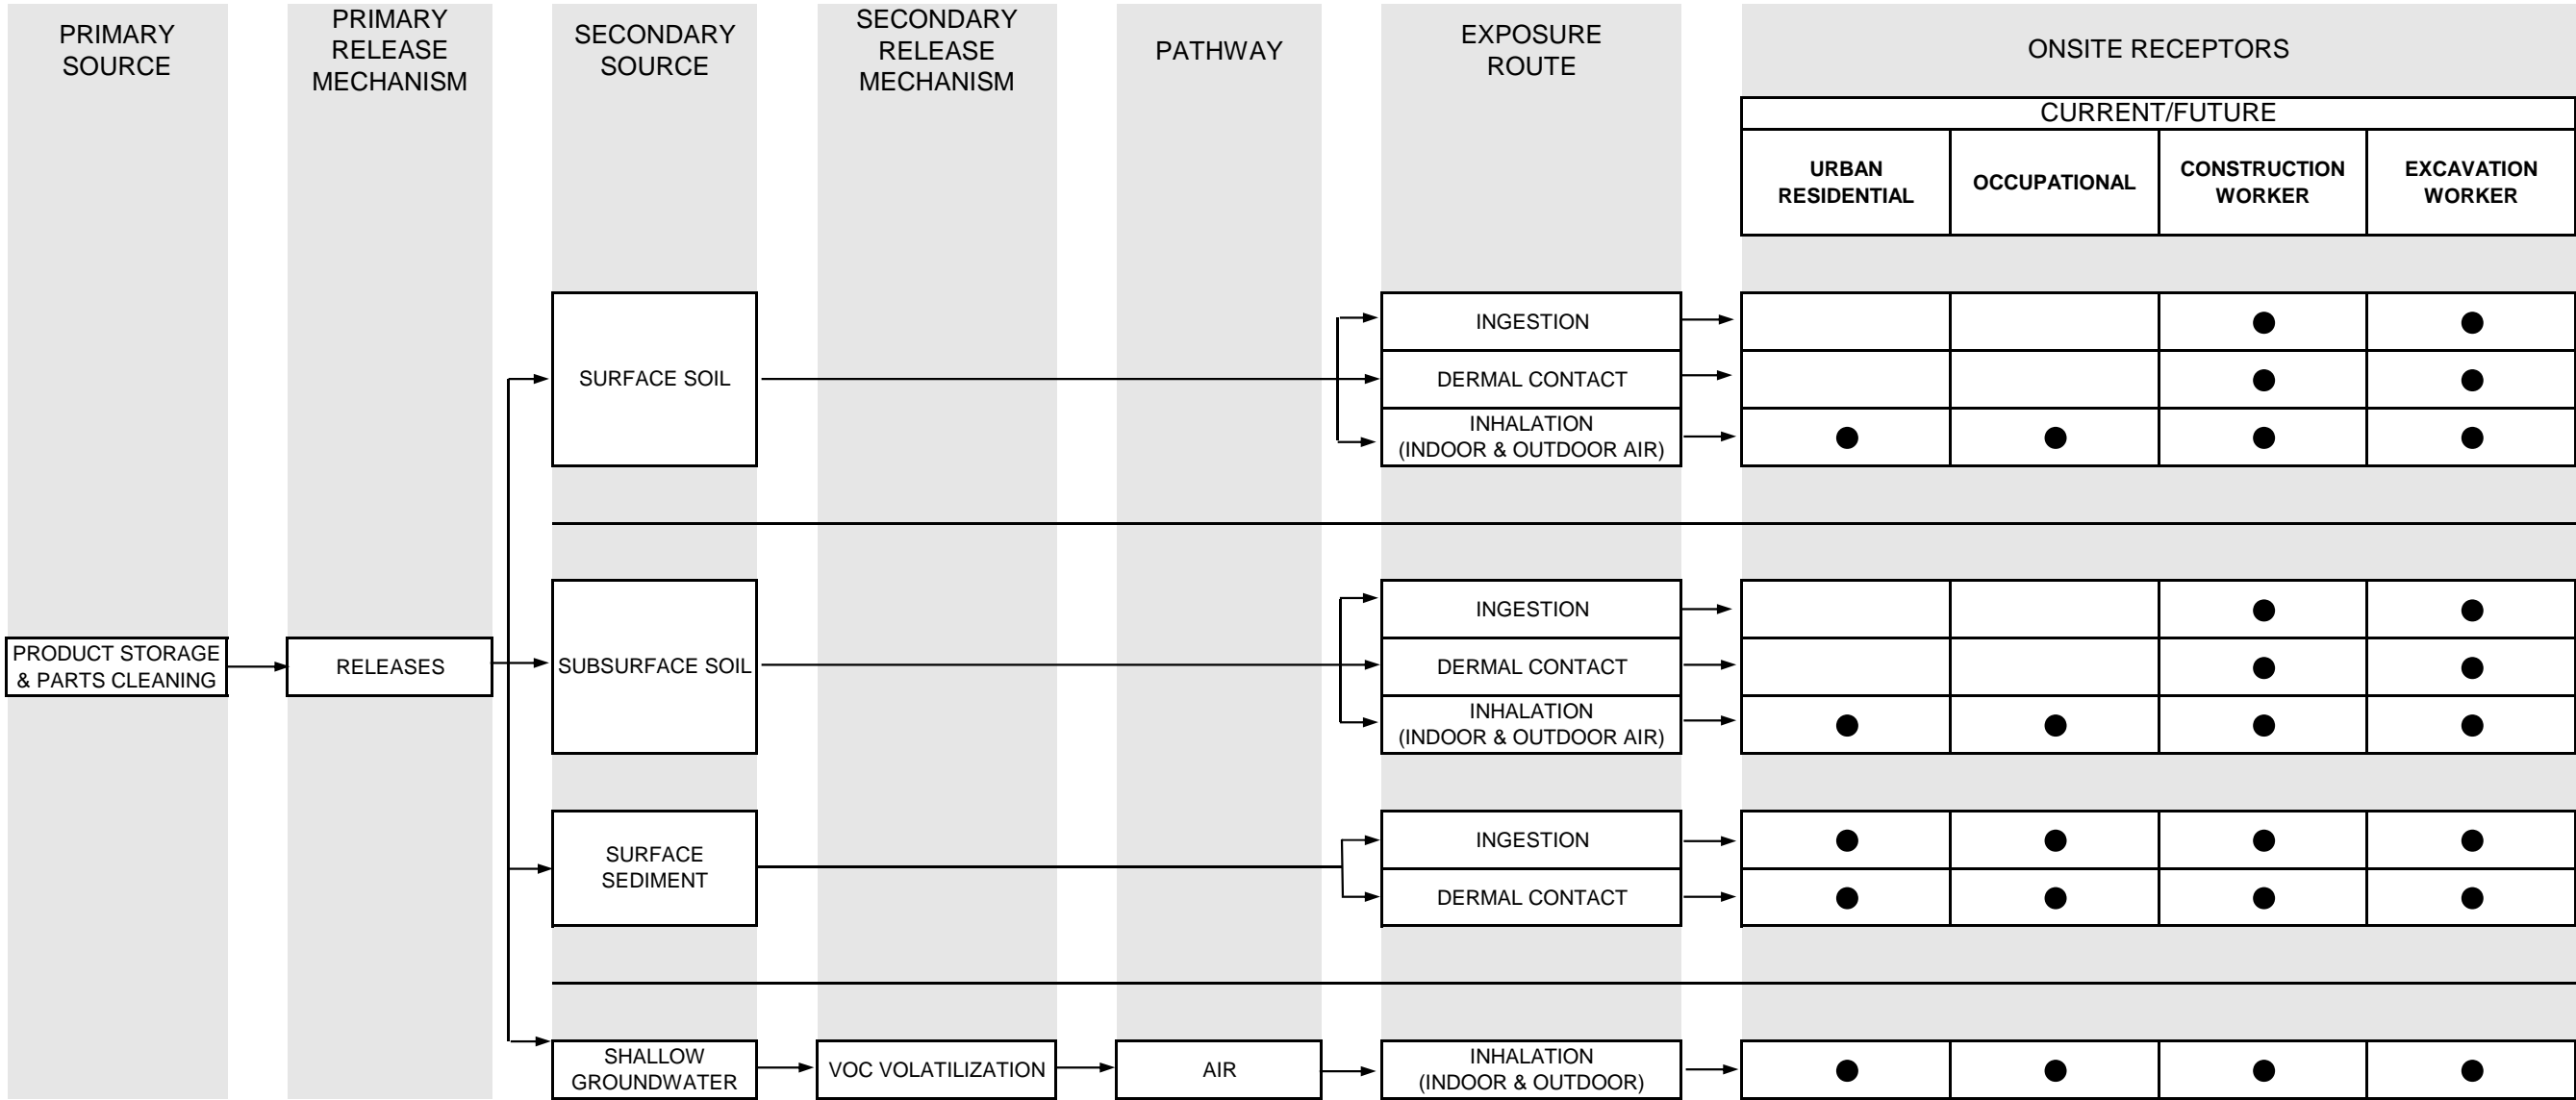 PRIMARY
SOURCE
PRIMARY
RELEASE
MECHANISM
SECONDARY
SOURCE
SECONDARY
RELEASE
MECHANISM
PATHWAY
EXPOSURE
ROUTE
ONSITE RECEPTORS
CURRENT/FUTURE
URBAN
RESIDENTIAL
OCCUPATIONAL
CONSTRUCTION
WORKER
EXCAVATION
WORKER
SURFACE SOIL
INGESTION
DERMAL CONTACT
INHALATION
(INDOOR & OUTDOOR AIR)
PRODUCT STORAGE
& PARTS CLEANING
RELEASES
SUBSURFACE SOIL
INGESTION
DERMAL CONTACT
INHALATION
(INDOOR & OUTDOOR AIR)
SURFACE
SEDIMENT
INGESTION
DERMAL CONTACT
SHALLOW
GROUNDWATER
VOC VOLATILIZATION
AIR
INHALATION
(INDOOR & OUTDOOR)